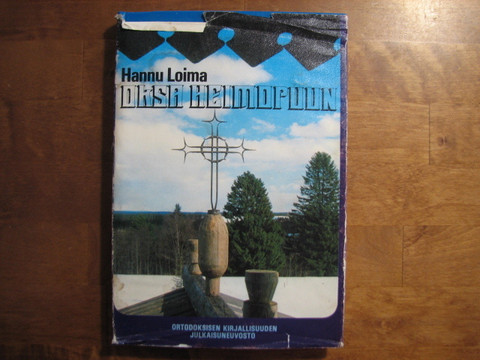 Hannu Loima
OKSA HEIMOPUUN
ORTODOKSISEN KIRJALLISUUDEN
JULKAISUNEUVOSTO